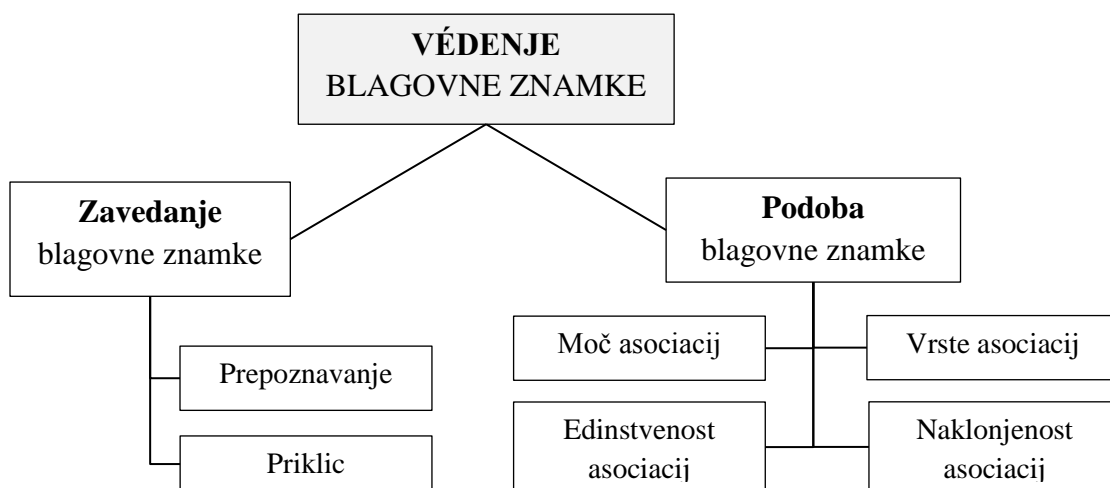 VÉDENJE
BLAGOVNE ZNAMKE
Zavedanje
blagovne znamke
Prepoznavanje
Priklic
Podoba
blagovne znamke
Moč asociacij
Vrste asociacij
Edinstvenost
asociacij
Naklonjenost
asociacij